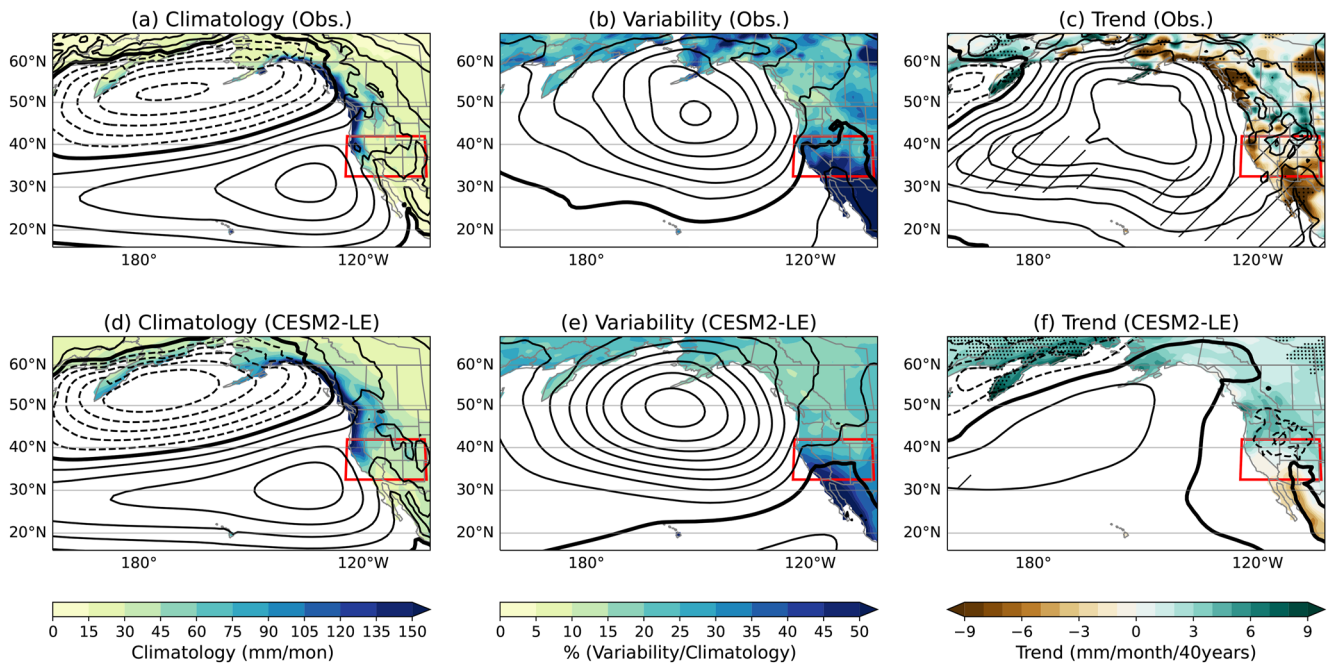 (a) Climatology (Obs.)
(b) Variability (Obs.)
(c) Trend (Obs.)
60°N
50°N
40°N
30°N
20°N
180°
120°W
60°N
50°N
40°N
30°N
20°N
180°
120°W
60°N
50°N
40°N
30°N
20°N
180°
120°W
(d) Climatology (CESM2-LE)
(e) Variability (CESM2-LE)
(f) Trend (CESM2-LE)
60°N
50°N
40°N
30°N
20°N
180°
120°W
60°N
50°N
40°N
30°N
20°N
180°
120°W
60°N
50°N
40°N
30°N
20°N
180°
120°W
0 15 30 45 60 75 90 105 120 135 150
Climatology (mm/mon)
0 5 10 15 20 25 30 35 40 45 50
% (Variability/Climatology)
−9 −6 −3 0 3 6 9
Trend (mm/month/40years)